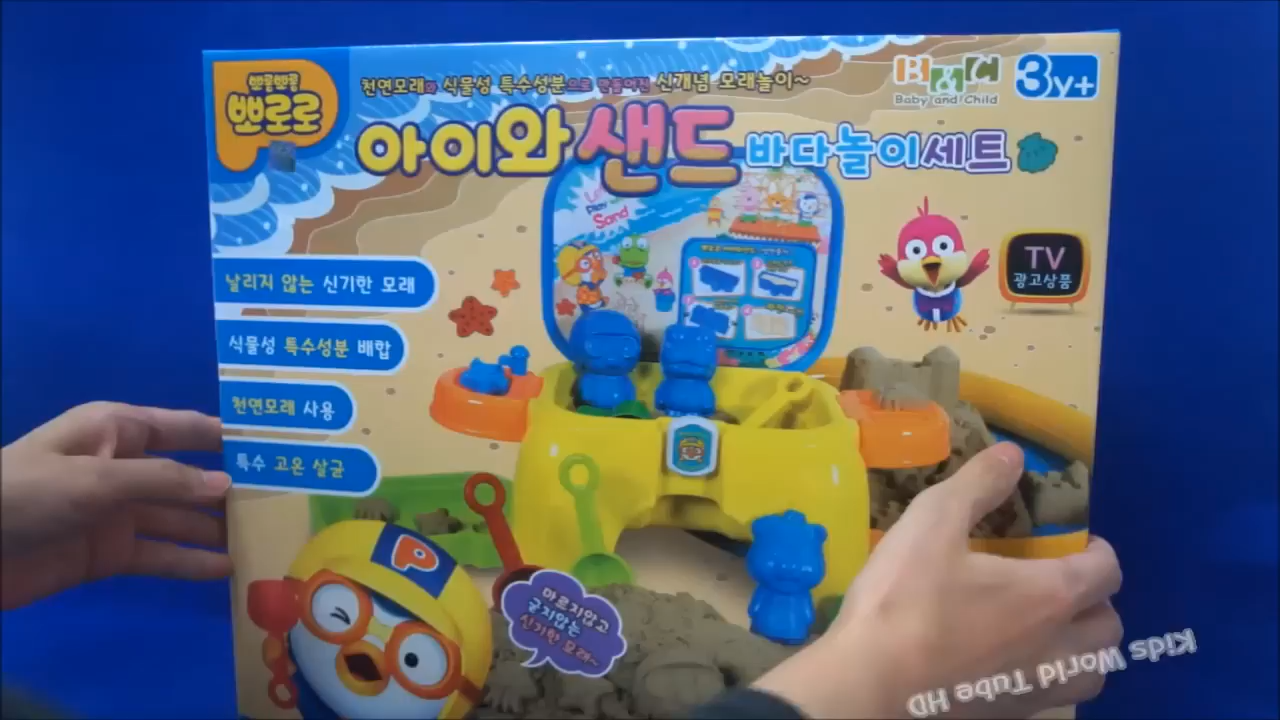 뽀롱뽀롱
뽀로로
천연모래와 식물성 특수성분으로 만들어진 신개념 모래놀이~
아이와샌드 바다놀이세트
B&C
Baby and Child
3y+
TV
광고상품
날리지 않는 신기한 모래
식물성 특수성분 배합
천연모래 사용
특수 고온 살균
Let's
Play
Sand
P
마르지않고
굳지않는
신기한 모래~
Kids World Tube HD